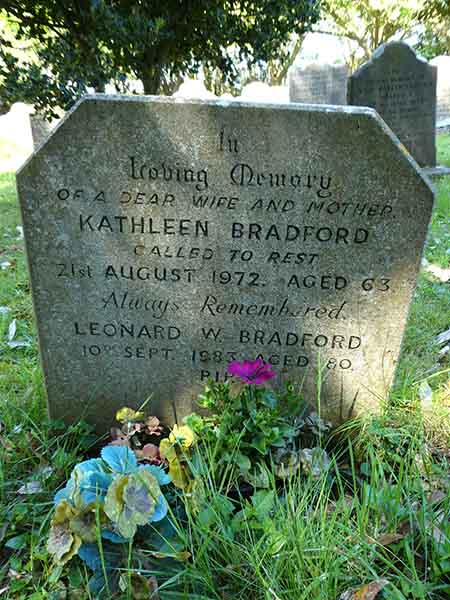 In
Loving Memory
OF A DEAR WIFE AND MOTHER.
KATHLEEN BRADFORD
CALLED TO REST
21st AUGUST 1972. AGED 63.
Always Remembered.
LEONARD W. BRADFORD
10th SEPT. 1983. AGED 80.